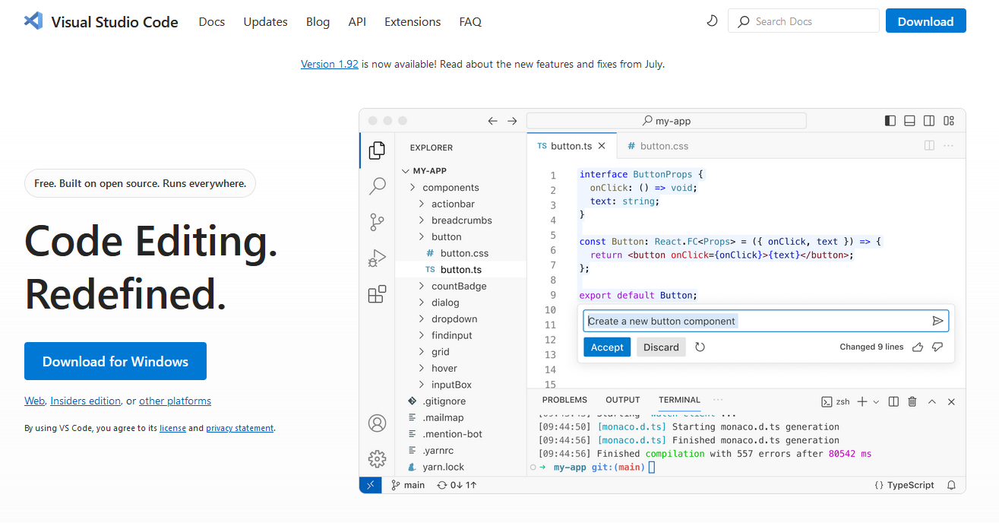 Visual Studio Code Docs Updates Blog API Extensions FAQ Search Docs Download
Version 1.92 is now available! Read about the new features and fixes from July.
Free. Built on open source. Runs everywhere.
Code Editing.
Redefined.
Download for Windows
Web, Insiders edition, or other platforms
By using VS Code, you agree to its license and privacy statement.
my-app
EXPLORER
MY-APP
components
actionbar
breadcrumbs
button
# button.css
TS button.ts
countBadge
dialog
dropdown
findinput
grid
hover
inputBox
.gitignore
.mailmap
.mention-bot
.yarnrc
yarn.lock
TS button.ts # button.css
1 interface ButtonProps {
2 onClick: () => void;
3 text: string;
4 }
5
6 const Button: React.FC<Props> = ({ onClick, text }) => {
7 return <button onClick={onClick}>{text}</button>;
8 };
9
10 export default Button;
11
12
13
14
15
Create a new button component
Accept Discard Changed 9 lines
PROBLEMS OUTPUT TERMINAL ··· zsh
Starting watch-client ...
[09:44:50] [monaco.d.ts] Starting monaco.d.ts generation
[09:44:56] [monaco.d.ts] Finished monaco.d.ts generation
[09:44:56] Finished compilation with 557 errors after 80542 ms
my-app git:(main)
main 0↓ 1↑ {} TypeScript